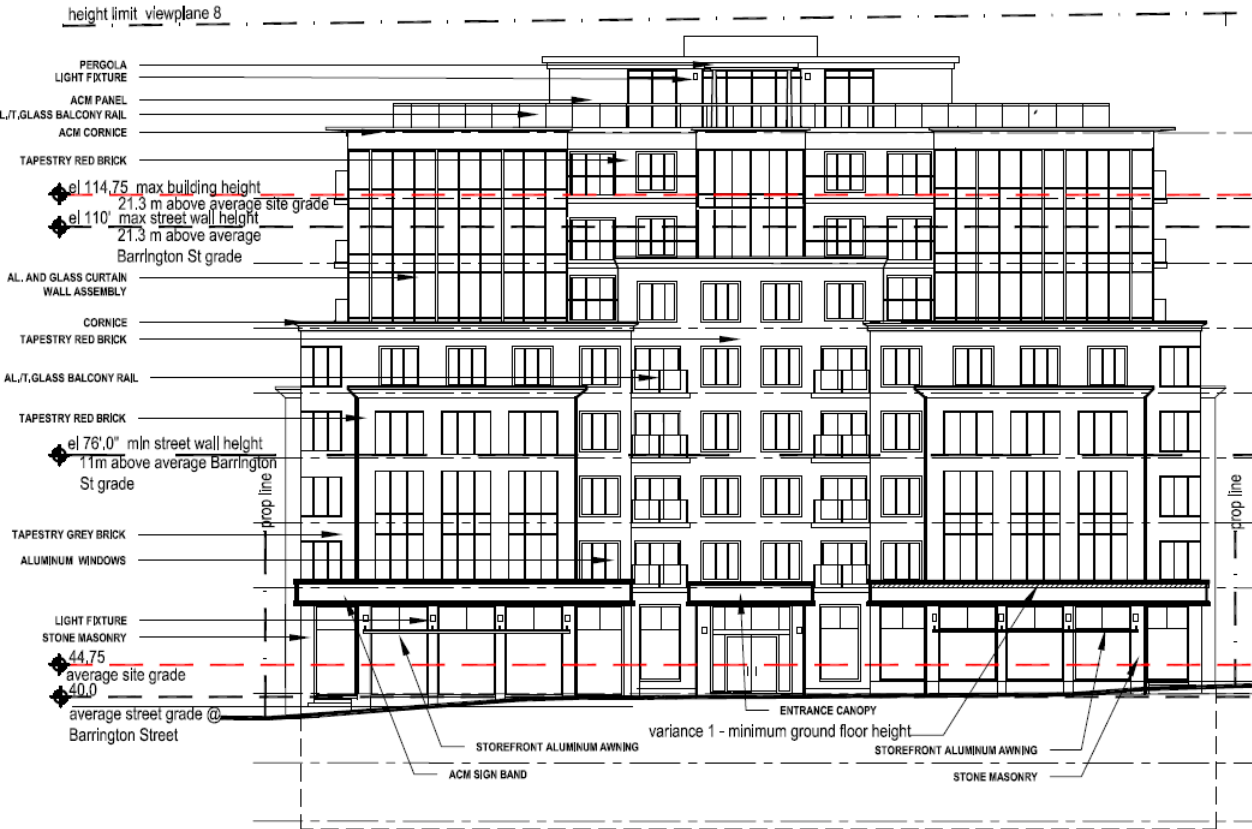 height limit viewplane 8
PERGOLA
LIGHT FIXTURE
ACM PANEL
L./T.GLASS BALCONY RAIL
ACM CORNICE
TAPESTRY RED BRICK
el 114.75 max building height
21.3 m above average site grade
el 110' max street wall height
21.3 m above average
Barrington St grade
AL. AND GLASS CURTAIN
WALL ASSEMBLY
CORNICE
TAPESTRY RED BRICK
AL./T.GLASS BALCONY RAIL
TAPESTRY RED BRICK
el 76'.0" min street wall height
11m above average Barrington
St grade
prop line
prop line
TAPESTRY GREY BRICK
ALUMINUM WINDOWS
LIGHT FIXTURE
STONE MASONRY
44.75
average site grade
40.0
average street grade @
Barrington Street
ENTRANCE CANOPY
variance 1 - minimum ground floor height
STOREFRONT ALUMINUM AWNING
STOREFRONT ALUMINUM AWNING
ACM SIGN BAND
STONE MASONRY